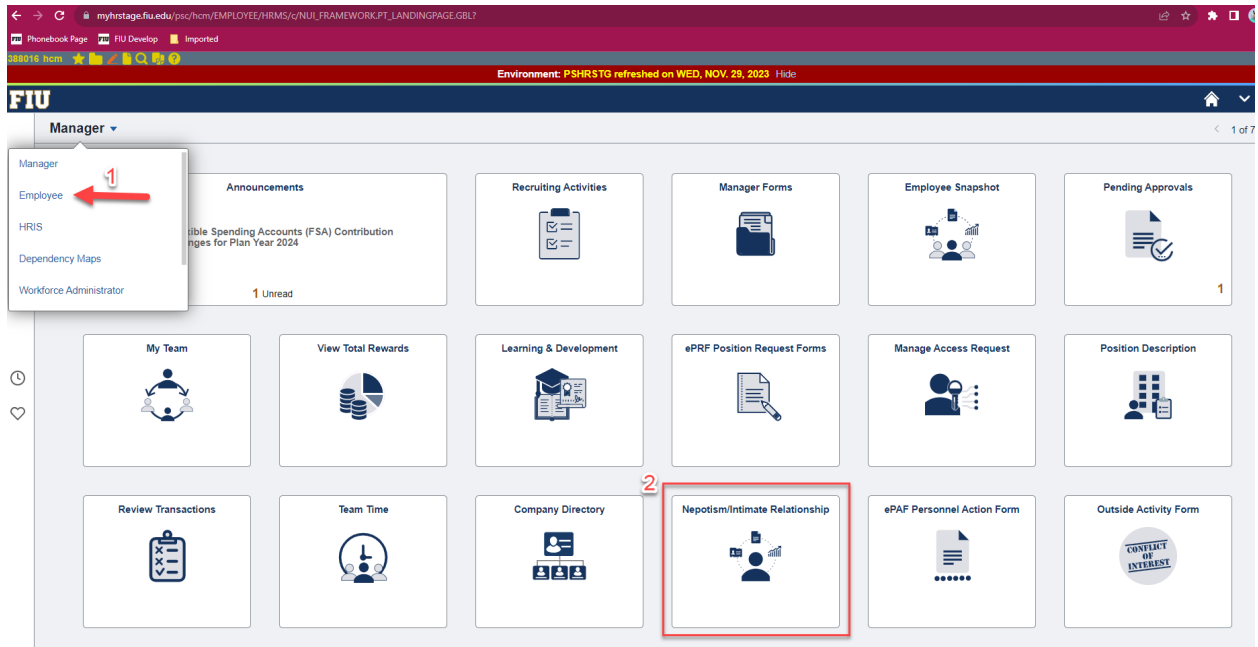 myhrstage.fiu.edu/psc/hcm/EMPLOYEE/HRMS/c/NUI_FRAMEWORK.PT_LANDINGPAGE.GBL?
FIU Phonebook Page FIU FIU Develop Imported
388016 hcm
Environment: PSHRSTG refreshed on WED, NOV. 29, 2023 Hide
FIU
Manager
1 of 7
Manager
Employee
HRIS
Dependency Maps
Workforce Administrator
1
Announcements
ible Spending Accounts (FSA) Contribution
nges for Plan Year 2024
1 Unread
Recruiting Activities
Manager Forms
Employee Snapshot
Pending Approvals
1
My Team
View Total Rewards
Learning & Development
ePRF Position Request Forms
Manage Access Request
Position Description
2
Review Transactions
Team Time
Company Directory
Nepotism/Intimate Relationship
ePAF Personnel Action Form
Outside Activity Form
CONFLICT
OF
INTEREST